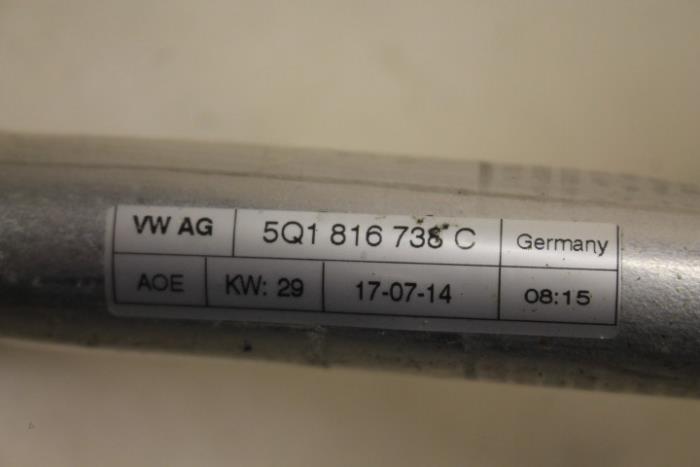 VW AG 5Q1 816 738 C Germany
AOE KW: 29 17-07-14 08:15